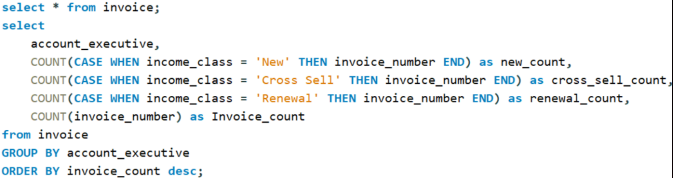 select * from invoice;
select
account_executive,
COUNT(CASE WHEN income_class = 'New' THEN invoice_number END) as new_count,
COUNT(CASE WHEN income_class = 'Cross Sell' THEN invoice_number END) as cross_sell_count,
COUNT(CASE WHEN income_class = 'Renewal' THEN invoice_number END) as renewal_count,
COUNT(invoice_number) as Invoice_count
from invoice
GROUP BY account_executive
ORDER BY invoice_count desc;